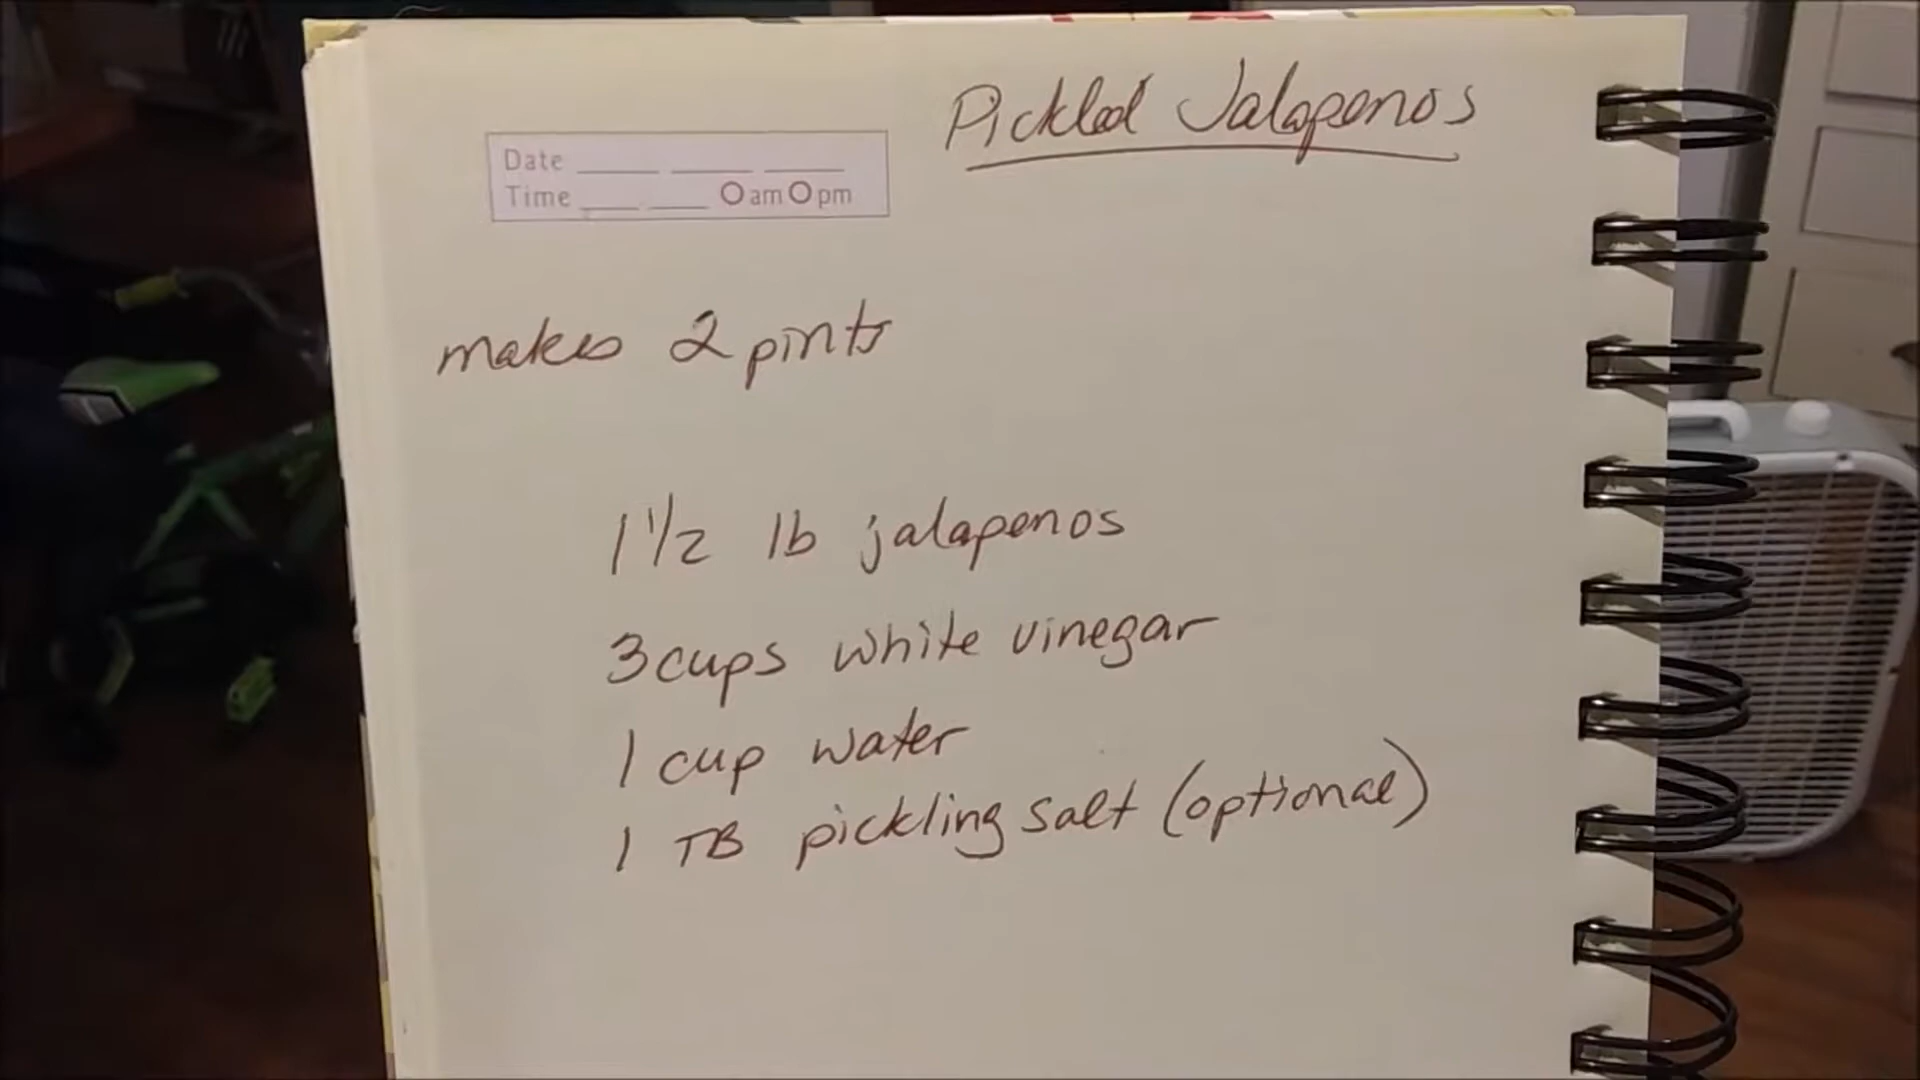 Pickled Jalapenos
Date
Time am pm
makes 2 pints
1 1/2 lb jalapenos
3 cups white vinegar
1 cup water
1 TB pickling salt (optional)